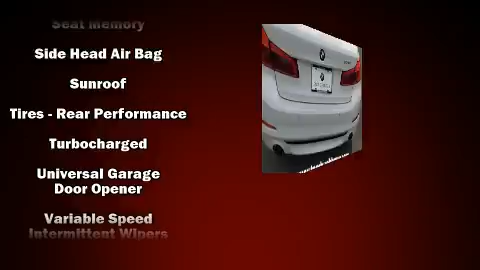 Seat Memory
Side Head Air Bag
Sunroof
Tires - Rear Performance
Turbocharged
Universal Garage
Door Opener
Variable Speed
Intermittent Wipers